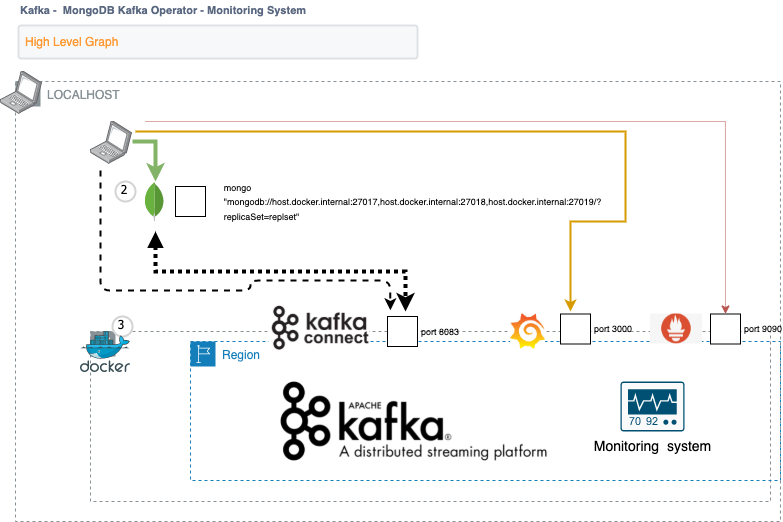 Kafka - MongoDB Kafka Operator - Monitoring System
High Level Graph
LOCALHOST
2
mongo
"mongodb://host.docker.internal:27017,host.docker.internal:27018,host.docker.internal:27019/?
replicaSet=replset"
3
docker
kafka
connect
port 8083
port 3000
port 9090
Region
APACHE
kafka®
A distributed streaming platform
70 92
Monitoring system